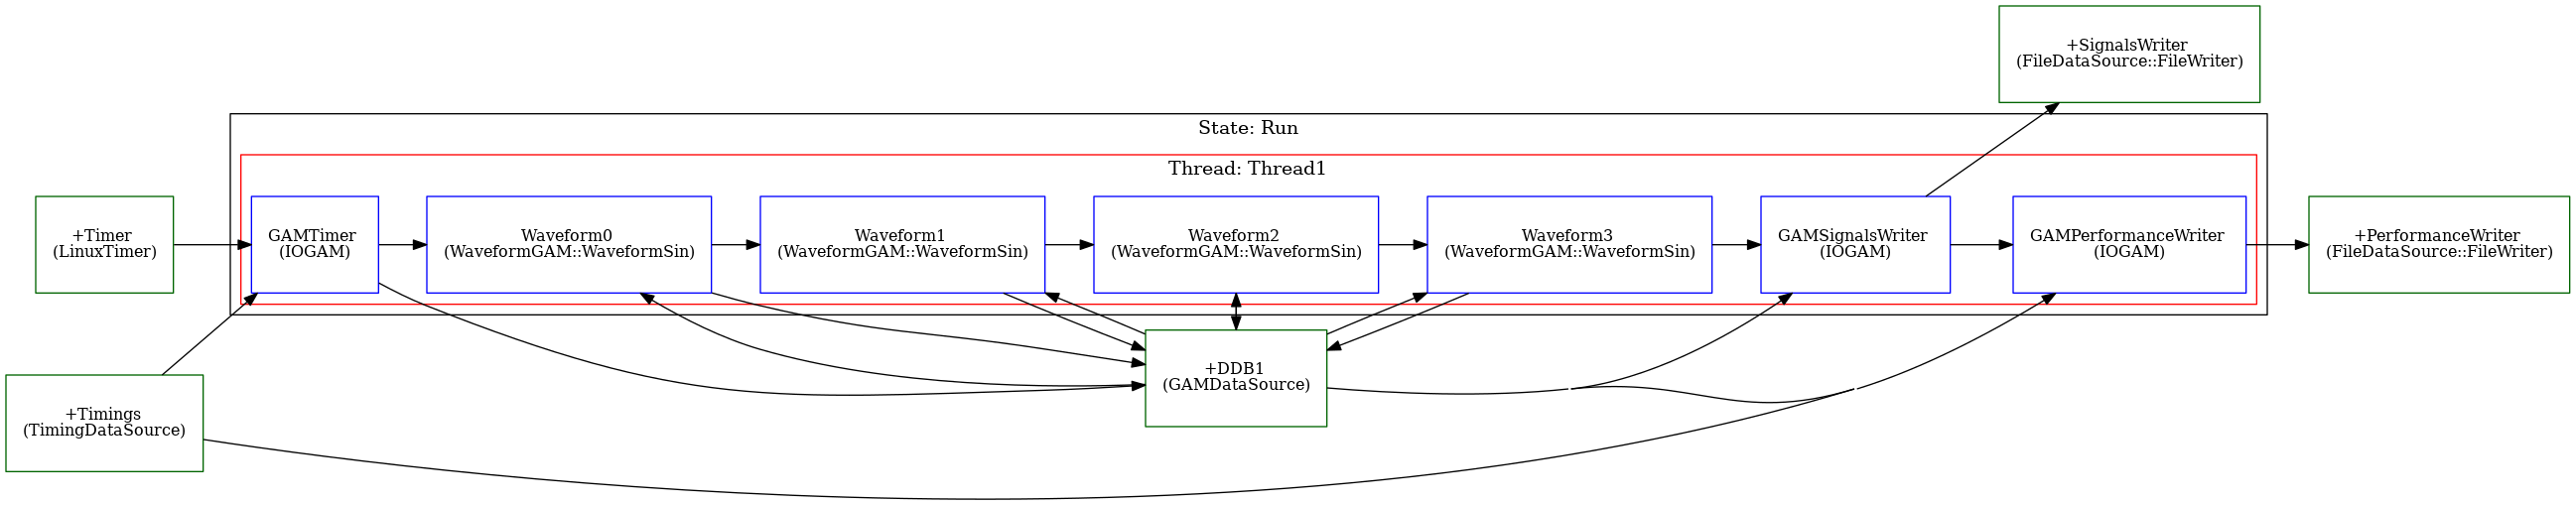 +SignalsWriter
(FileDataSource::FileWriter)
State: Run
Thread: Thread1
+Timer
(LinuxTimer)
GAMTimer
(IOGAM)
Waveform0
(WaveformGAM::WaveformSin)
Waveform1
(WaveformGAM::WaveformSin)
Waveform2
(WaveformGAM::WaveformSin)
Waveform3
(WaveformGAM::WaveformSin)
GAMSignalsWriter
(IOGAM)
GAMPerformanceWriter
(IOGAM)
+PerformanceWriter
(FileDataSource::FileWriter)
+DDB1
(GAMDataSource)
+Timings
(TimingDataSource)